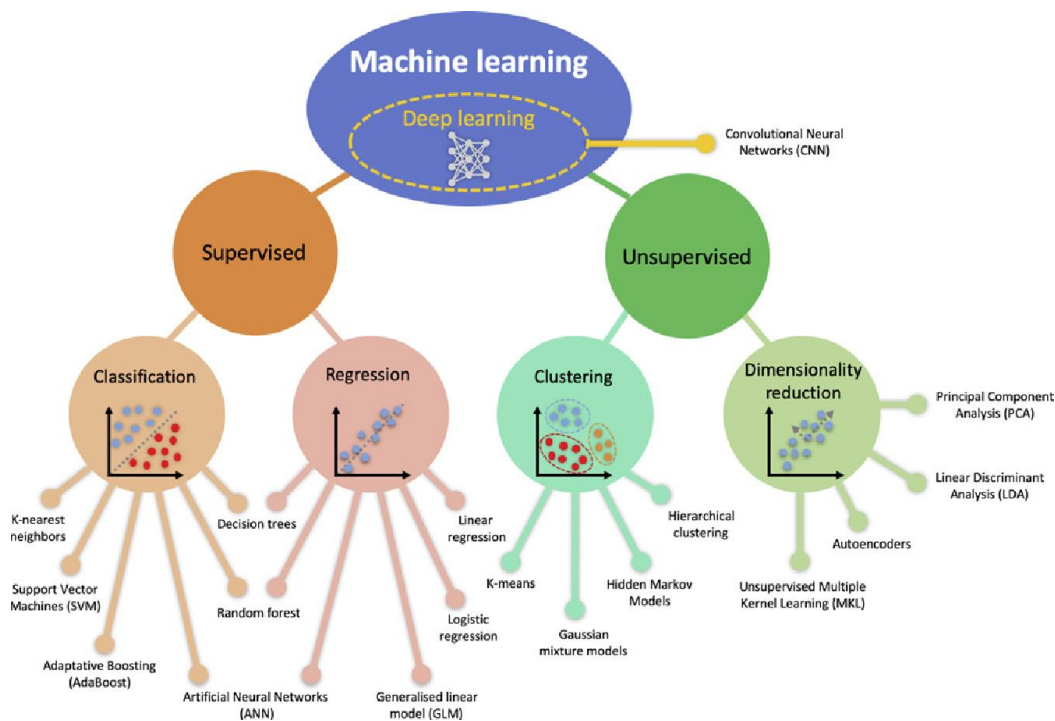 Machine learning
Deep learning
Convolutional Neural
Networks (CNN)
Supervised
Unsupervised
Classification
Regression
Clustering
Dimensionality
reduction
Principal Component
Analysis (PCA)
Linear Discriminant
Analysis (LDA)
Autoencoders
Unsupervised Multiple
Kernel Learning (MKL)
K-nearest
neighbors
Support Vector
Machines (SVM)
Adaptative Boosting
(AdaBoost)
Decision trees
Random forest
Artificial Neural Networks
(ANN)
Linear
regression
Logistic
regression
Generalised linear
model (GLM)
K-means
Gaussian
mixture models
Hidden Markov
Models
Hierarchical
clustering